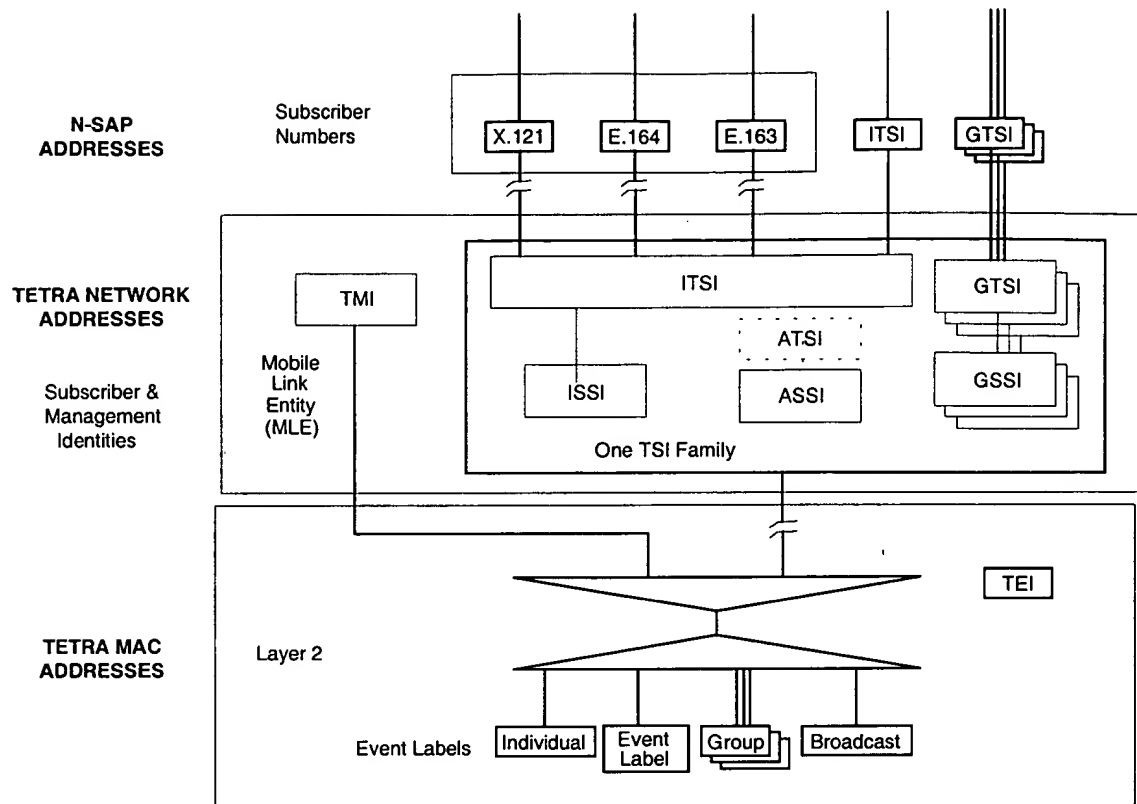 N-SAP
ADDRESSES
Subscriber
Numbers
X.121
E.164
E.163
ITSI
GTSI
TETRA NETWORK
ADDRESSES
Subscriber &
Management
Identities
TMI
Mobile
Link
Entity
(MLE)
ITSI
GTSI
ATSI
ISSI
ASSI
GSSI
One TSI Family
TETRA MAC
ADDRESSES
Layer 2
TEI
Event Labels
Individual
Event
Label
Group
Broadcast